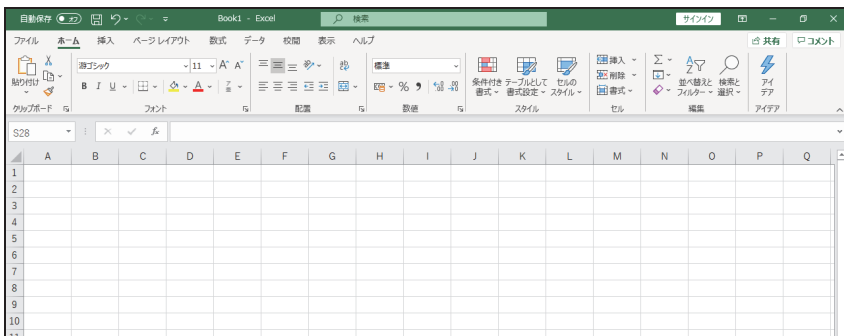 自動保存 オフ Book1 - Excel 検索 サインイン
ファイル ホーム 挿入 ページ レイアウト 数式 データ 校閲 表示 ヘルプ 共有 コメント
貼り付け 游ゴシック 11 A A 標準 条件付き 書式 テーブルとして 書式設定 セルの スタイル 挿入 削除 書式 並べ替えと フィルター 検索と 選択 アイ デア
B I U A % 
クリップボード フォント 配置 数値 スタイル セル 編集 アイデア
S28 fx
A B C D E F G H I J K L M N O P Q
1
2
3
4
5
6
7
8
9
10
11